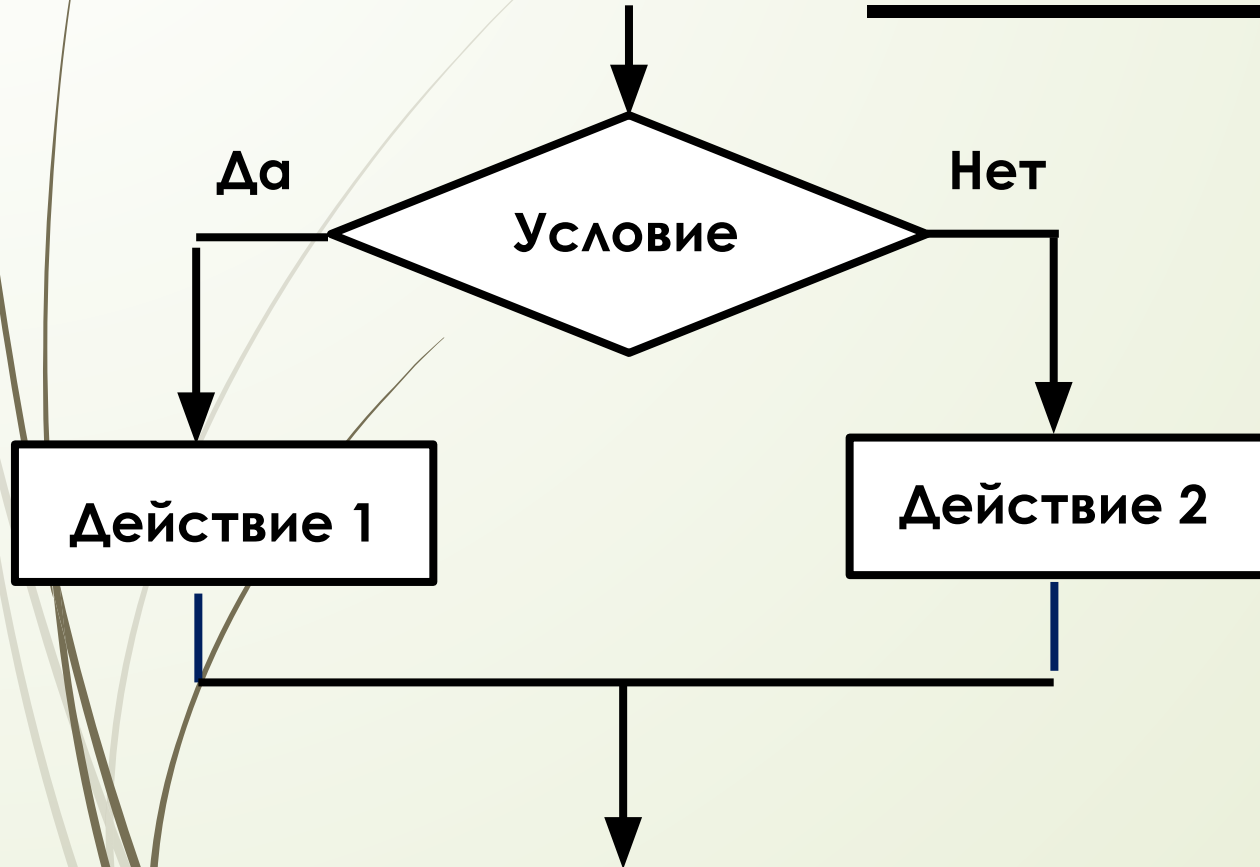 Да
Нет
Условие
Действие 1
Действие 2